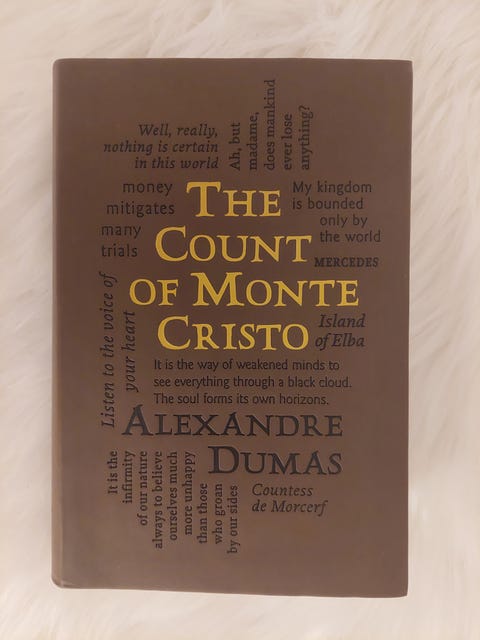 Well, really,
nothing is certain
in this world
Ah, but
madame,
does mankind
ever lose
anything?
money
mitigates
many
trials
THE
COUNT
OF MONTE
CRISTO
My kingdom
is bounded
only by
the world
MERCEDES
Island
of Elba
Listen to the voice of
your heart
It is the way of weakened minds to
see everything through a black cloud.
The soul forms its own horizons.
ALEXANDRE
DUMAS
It is the
infirmity
of our nature
always to believe
ourselves much
more unhappy
than those
who groan
by our sides
Countess
de Morcerf